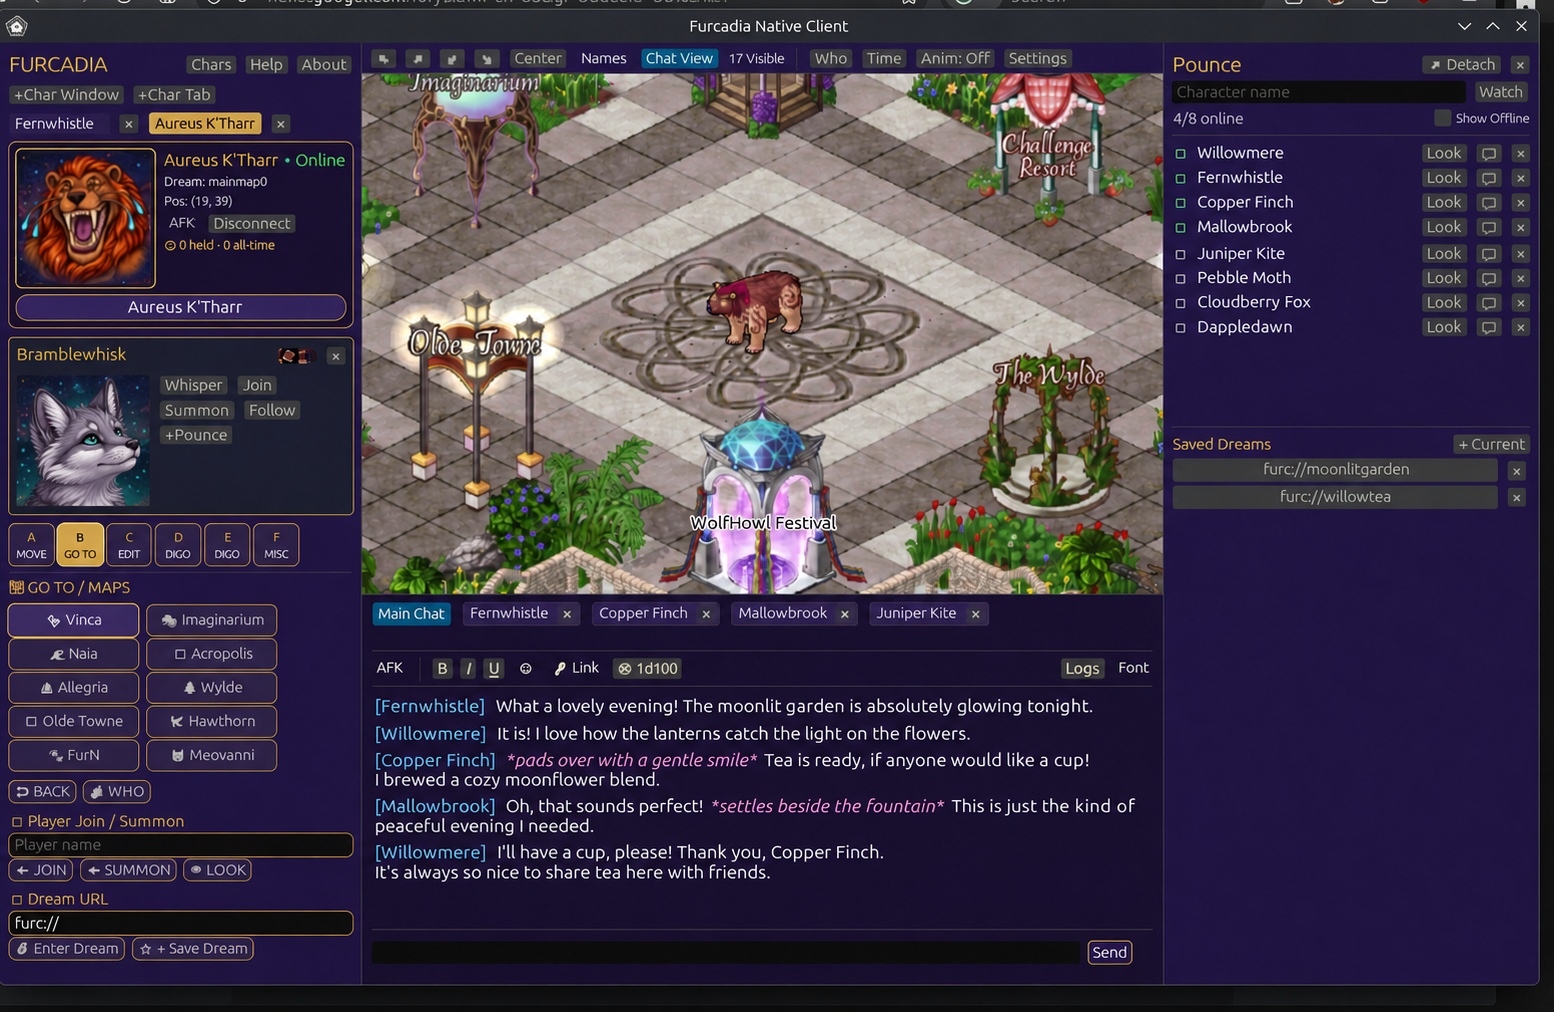 Furcadia Native Client
FURCADIA
Chars
Help
About
+Char Window
+Char Tab
Fernwhistle ×
Aureus K'Tharr ×
Aureus K'Tharr • Online
Dream: mainmap0
Pos: (19, 39)
AFK
Disconnect
0 held · 0 all-time
Aureus K'Tharr
Bramblewhisk
×
Whisper
Join
Summon
Follow
+Pounce
A
MOVE
B
GO TO
C
EDIT
D
DIGO
E
DIGO
F
MISC
GO TO / MAPS
Vinca
Imaginarium
Naia
Acropolis
Allegria
Wylde
Olde Towne
Hawthorn
FurN
Meovanni
BACK
WHO
Player Join / Summon
Player name
JOIN
SUMMON
LOOK
Dream URL
furc://
Enter Dream
+ Save Dream
Center
Names
Chat View
17 Visible
Who
Time
Anim: Off
Settings
Imaginarium
Challenge
Resort
Olde Towne
The Wylde
WolfHowl Festival
Main Chat
Fernwhistle ×
Copper Finch ×
Mallowbrook ×
Juniper Kite ×
AFK
B
I
U
Link
1d100
Logs
Font
[Fernwhistle] What a lovely evening! The moonlit garden is absolutely glowing tonight.
[Willowmere] It is! I love how the lanterns catch the light on the flowers.
[Copper Finch] *pads over with a gentle smile* Tea is ready, if anyone would like a cup!
I brewed a cozy moonflower blend.
[Mallowbrook] Oh, that sounds perfect! *settles beside the fountain* This is just the kind of
peaceful evening I needed.
[Willowmere] I'll have a cup, please! Thank you, Copper Finch.
It's always so nice to share tea here with friends.
Send
Pounce
Detach
×
Character name
Watch
4/8 online
Show Offline
Willowmere Look ×
Fernwhistle Look ×
Copper Finch Look ×
Mallowbrook Look ×
Juniper Kite Look ×
Pebble Moth Look ×
Cloudberry Fox Look ×
Dappledawn Look ×
Saved Dreams
+ Current
furc://moonlitgarden ×
furc://willowtea ×